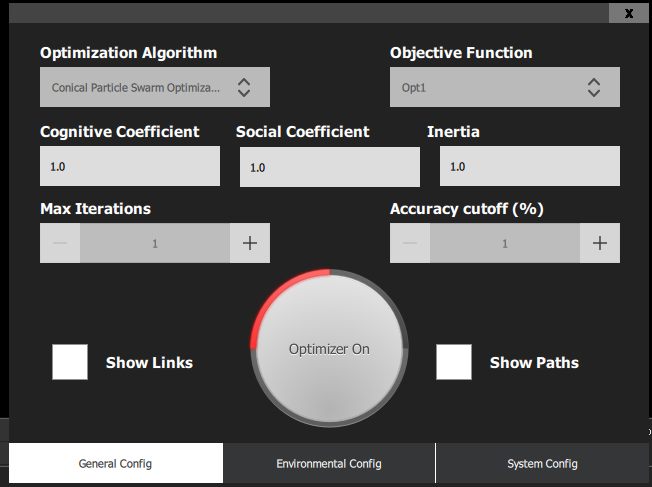 x
Optimization Algorithm
Objective Function
Conical Particle Swarm Optimiza...
Opt1
Cognitive Coefficient
Social Coefficient
Inertia
1.0
1.0
1.0
Max Iterations
Accuracy cutoff (%)
— 1 +
— 1 +
Optimizer On
Show Links
Show Paths
General Config
Environmental Config
System Config